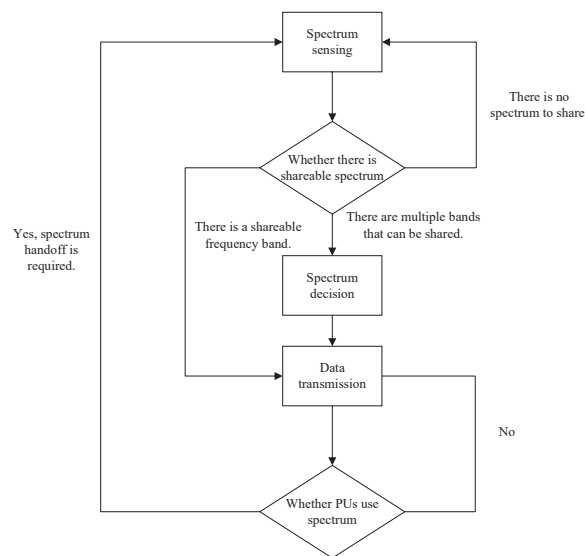 Spectrum
sensing
There is no
spectrum to share
Whether there is
shareable spectrum
There is a shareable
frequency band.
There are multiple bands
that can be shared.
Yes, spectrum
handoff is
required.
Spectrum
decision
Data
transmission
No
Whether PUs use
spectrum